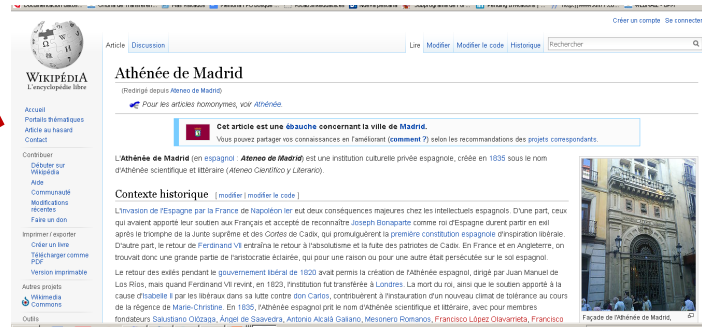 Créer un compte Se connecter
Article Discussion Lire Modifier Modifier le code Historique Rechercher
WIKIPÉDIA
L'encyclopédie libre
Accueil
Portails thématiques
Article au hasard
Contact
Contribuer
Débuter sur
Wikipédia
Aide
Communauté
Modifications
récentes
Faire un don
Imprimer / exporter
Créer un livre
Télécharger comme
PDF
Version imprimable
Autres projets
Wikimedia
Commons
Outils
Athénée de Madrid
(Redirigé depuis Ateneo de Madrid)
Pour les articles homonymes, voir Athénée.
Cet article est une ébauche concernant la ville de Madrid.
Vous pouvez partager vos connaissances en l'améliorant (comment ?) selon les recommandations des projets correspondants.
L'Athénée de Madrid (en espagnol : Ateneo de Madrid) est une institution culturelle privée espagnole, créée en 1835 sous le nom
d'Athénée scientifique et littéraire (Ateneo Científico y Literario).
Contexte historique [ modifier | modifier le code ]
L'invasion de l'Espagne par la France de Napoléon Ier eut deux conséquences majeures chez les intellectuels espagnols. D'une part, ceux
qui avaient apporté leur soutien aux Français et accepté de reconnaître Joseph Bonaparte comme roi d'Espagne durent partir en exil
après le triomphe de la Junte suprême et des Cortes de Cadix, qui promulguèrent la première constitution espagnole d'inspiration libérale.
D'autre part, le retour de Ferdinand VII entraîna le retour à l'absolutisme et la fuite des patriotes de Cadix. En France et en Angleterre, on
trouvait donc une grande partie de l'aristocratie éclairée, qui pour une raison ou pour une autre était persécutée sur le sol espagnol.
Le retour des exilés pendant le gouvernement libéral de 1820 avait permis la création de l'Athénée espagnol, dirigé par Juan Manuel de
Los Ríos, mais quand Ferdinand VII revint, en 1823, l'institution fut transférée à Londres. La mort du roi, ainsi que le soutien apporté à la
cause d'Isabelle II par les libéraux dans sa lutte contre don Carlos, contribuèrent à l'instauration d'un nouveau climat de tolérance au cours
de la régence de Marie-Christine. En 1835, l'Athénée espagnol prit le nom d'Athénée scientifique et littéraire, avec pour membres
fondateurs Salustiano Olózaga, Ángel de Saavedra, Antonio Alcalá Galiano, Mesonero Romanos, Francisco López Olavarrieta, Francisco
Façade de l'Athénée de Madrid,